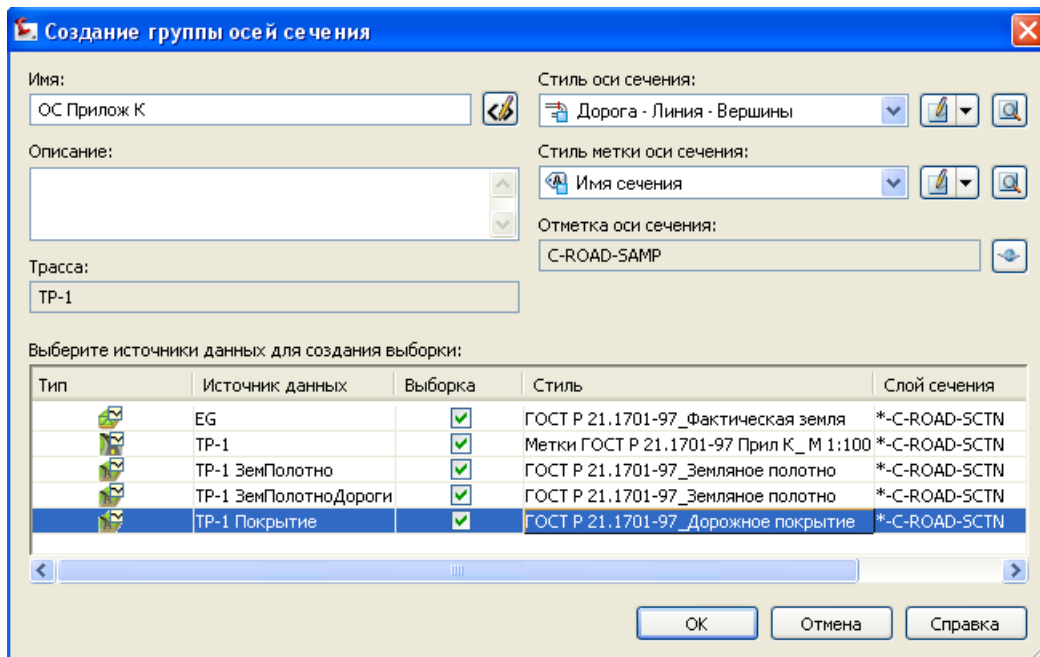 Создание группы осей сечения
Имя:
ОС Прилож К
Описание:
Трасса:
ТР-1
Стиль оси сечения:
Дорога - Линия - Вершины
Стиль метки оси сечения:
Имя сечения
Отметка оси сечения:
C-ROAD-SAMP
Выберите источники данных для создания выборки:
Тип Источник данных Выборка Стиль Слой сечения
EG ГОСТ Р 21.1701-97_Фактическая земля *-C-ROAD-SCTN
ТР-1 Метки ГОСТ Р 21.1701-97 Прил К_ М 1:100 *-C-ROAD-SCTN
ТР-1 ЗемПолотно ГОСТ Р 21.1701-97_Земляное полотно *-C-ROAD-SCTN
ТР-1 ЗемПолотноДороги ГОСТ Р 21.1701-97_Земляное полотно *-C-ROAD-SCTN
ТР-1 Покрытие ГОСТ Р 21.1701-97_Дорожное покрытие *-C-ROAD-SCTN
ОК Отмена Справка